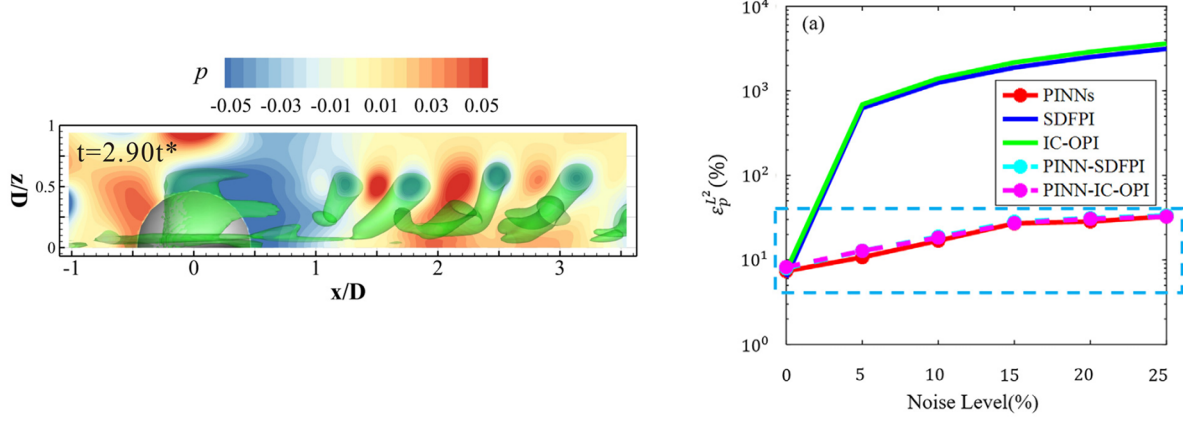 p
-0.05 -0.03 -0.01 0.01 0.03 0.05
t=2.90t*
1
0.5
0
z/D
-1 0 1 2 3
x/D
(a)
10⁴
10³
10²
10¹
10⁰
ε_p^{L²}(%)
PINNs
SDFPI
IC-OPI
PINN-SDFPI
PINN-IC-OPI
0 5 10 15 20 25
Noise Level(%)